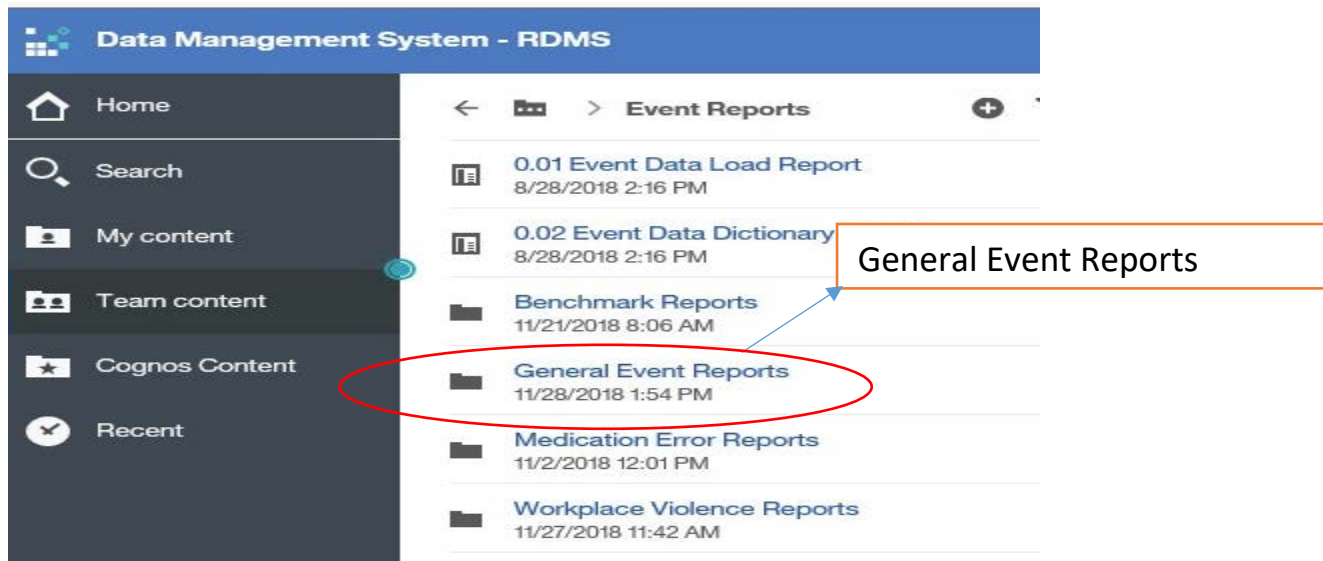 Data Management System - RDMS
Home
Search
My content
Team content
Cognos Content
Recent
> Event Reports
0.01 Event Data Load Report
8/28/2018 2:16 PM
0.02 Event Data Dictionary
8/28/2018 2:16 PM
Benchmark Reports
11/21/2018 8:06 AM
General Event Reports
11/28/2018 1:54 PM
Medication Error Reports
11/2/2018 12:01 PM
Workplace Violence Reports
11/27/2018 11:42 AM
General Event Reports